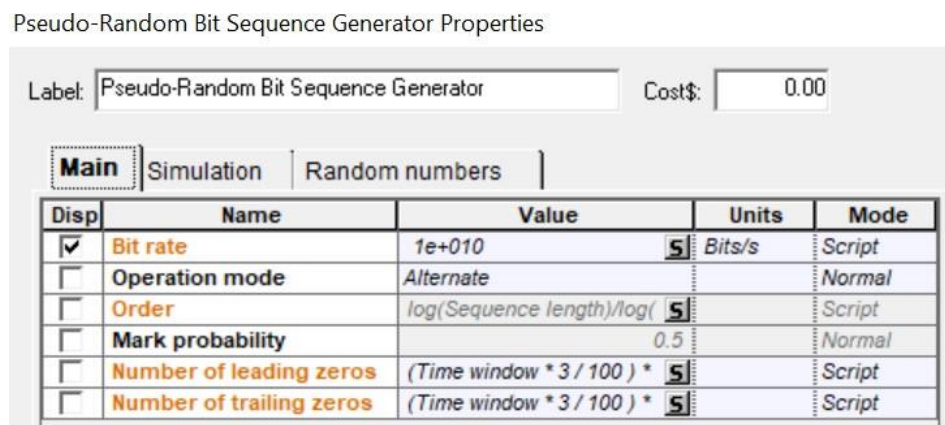 Pseudo-Random Bit Sequence Generator Properties
Label: Pseudo-Random Bit Sequence Generator Cost$: 0.00
Main Simulation Random numbers
Disp Name Value Units Mode
Bit rate 1e+010 S Bits/s Script
Operation mode Alternate Normal
Order log(Sequence length)/log( S Script
Mark probability 0.5 Normal
Number of leading zeros (Time window * 3 / 100 ) * S Script
Number of trailing zeros (Time window * 3 / 100 ) * S Script